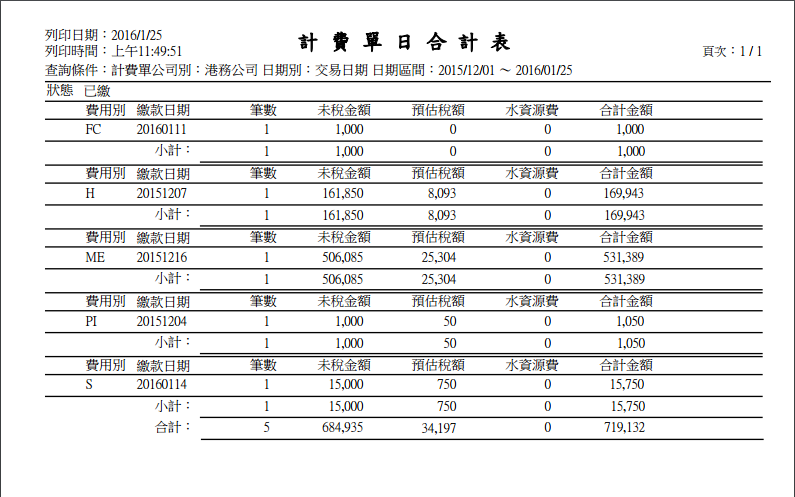 列印日期：2016/1/25
計費單日合計表
列印時間：上午11:49:51
頁次：1 / 1
查詢條件：計費單公司別：港務公司 日期別：交易日期 日期區間：2015/12/01 ～ 2016/01/25
狀態 已繳
費用別 繳款日期 筆數 未稅金額 預估稅額 水資源費 合計金額
FC 20160111 1 1,000 0 0 1,000
小計： 1 1,000 0 0 1,000
費用別 繳款日期 筆數 未稅金額 預估稅額 水資源費 合計金額
H 20151207 1 161,850 8,093 0 169,943
小計： 1 161,850 8,093 0 169,943
費用別 繳款日期 筆數 未稅金額 預估稅額 水資源費 合計金額
ME 20151216 1 506,085 25,304 0 531,389
小計： 1 506,085 25,304 0 531,389
費用別 繳款日期 筆數 未稅金額 預估稅額 水資源費 合計金額
PI 20151204 1 1,000 50 0 1,050
小計： 1 1,000 50 0 1,050
費用別 繳款日期 筆數 未稅金額 預估稅額 水資源費 合計金額
S 20160114 1 15,000 750 0 15,750
小計： 1 15,000 750 0 15,750
合計： 5 684,935 34,197 0 719,132